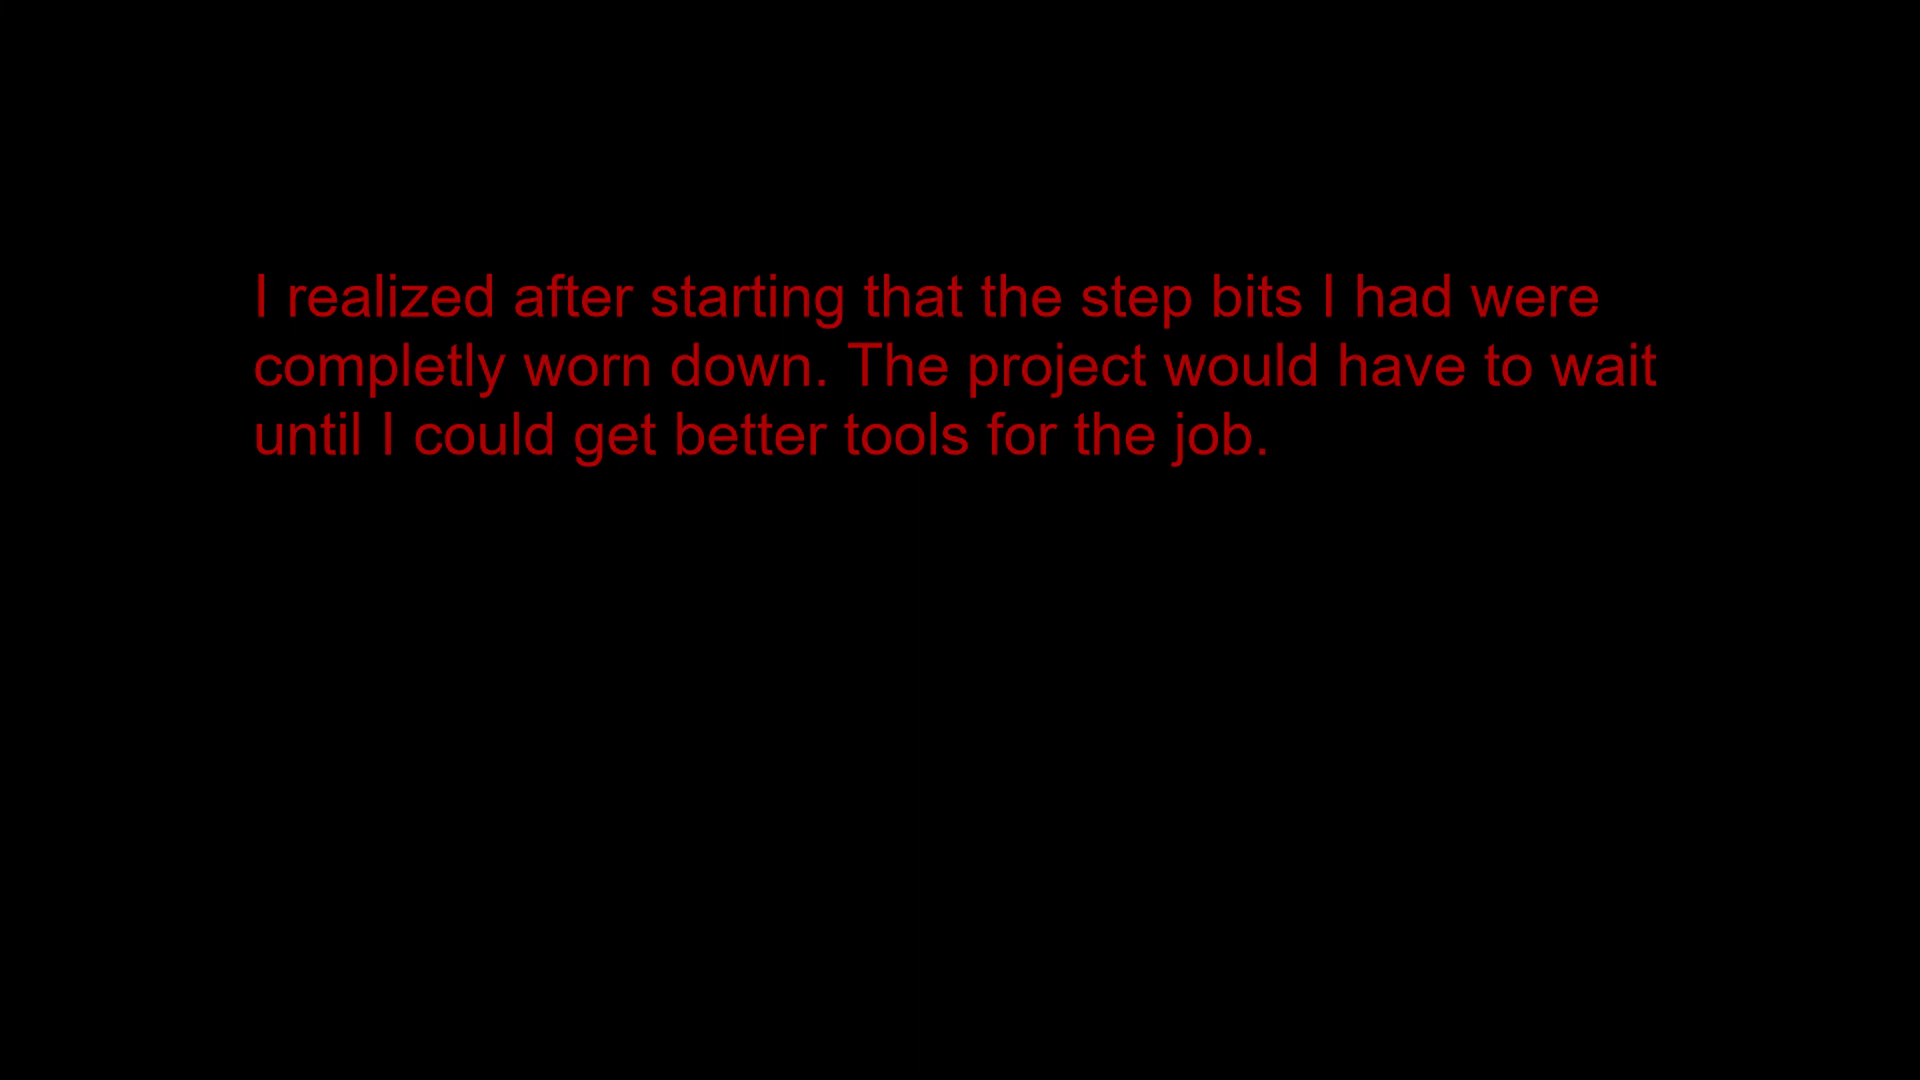 I realized after starting that the step bits I had were
completly worn down. The project would have to wait
until I could get better tools for the job.